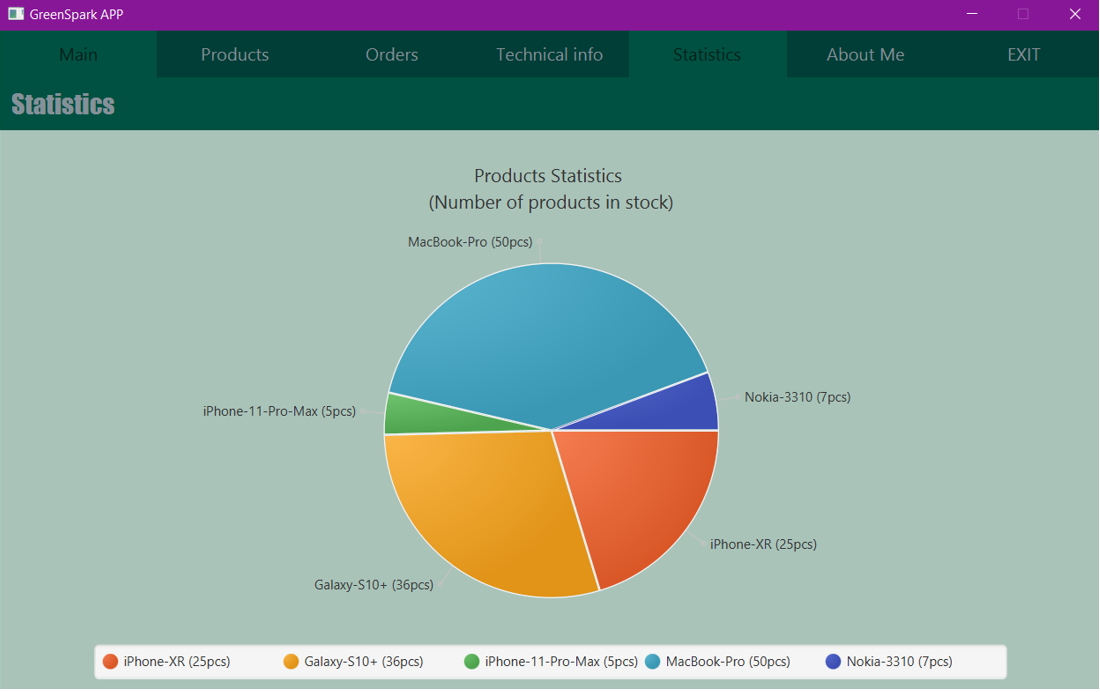 GreenSpark APP
Main Products Orders Technical info Statistics About Me EXIT
Statistics
Products Statistics
(Number of products in stock)
MacBook-Pro (50pcs)
Nokia-3310 (7pcs)
iPhone-11-Pro-Max (5pcs)
iPhone-XR (25pcs)
Galaxy-S10+ (36pcs)
iPhone-XR (25pcs) Galaxy-S10+ (36pcs) iPhone-11-Pro-Max (5pcs) MacBook-Pro (50pcs) Nokia-3310 (7pcs)